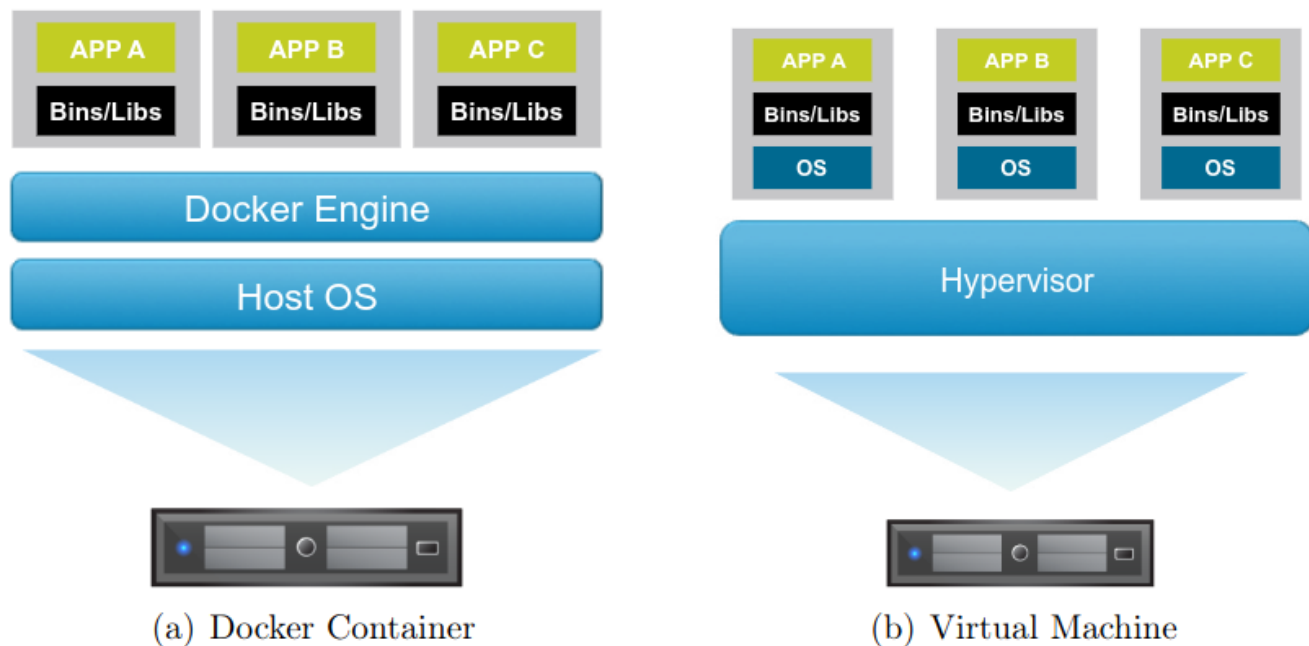 APP A
APP B
APP C
Bins/Libs
Bins/Libs
Bins/Libs
Docker Engine
Host OS
(a) Docker Container
APP A
APP B
APP C
Bins/Libs
Bins/Libs
Bins/Libs
OS
OS
OS
Hypervisor
(b) Virtual Machine